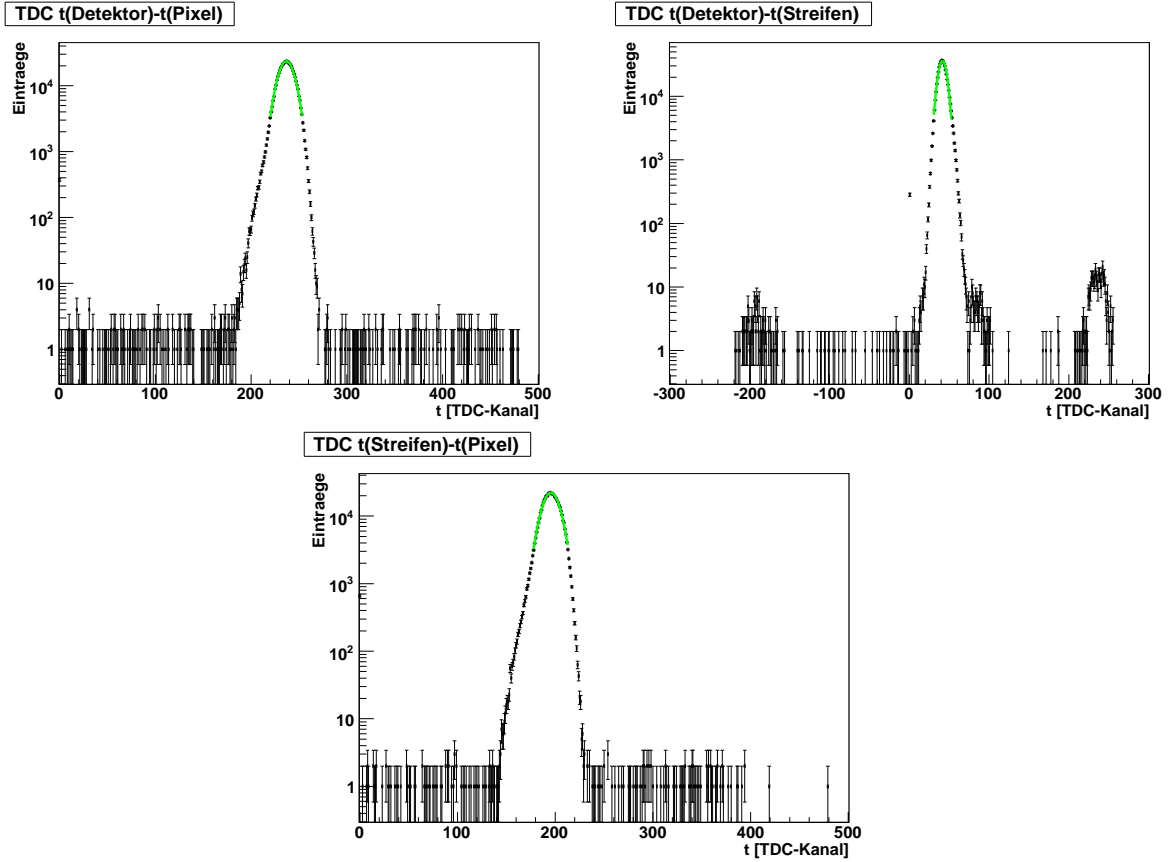 TDC t(Detektor)-t(Pixel)
Eintraege
10⁴
10³
10²
10
1
0 100 200 300 400 500
t [TDC-Kanal]
TDC t(Detektor)-t(Streifen)
Eintraege
10⁴
10³
10²
10
1
-300 -200 -100 0 100 200 300
t [TDC-Kanal]
TDC t(Streifen)-t(Pixel)
Eintraege
10⁴
10³
10²
10
1
0 100 200 300 400 500
t [TDC-Kanal]